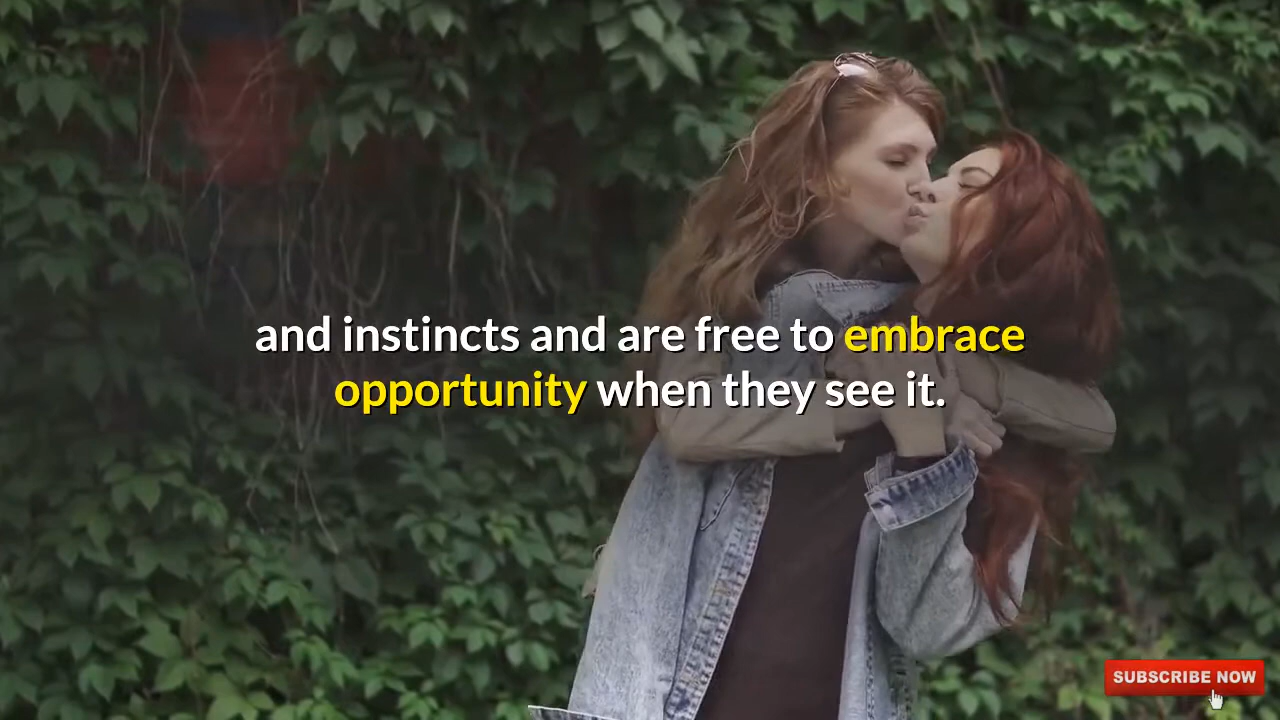 and instincts and are free to embrace
opportunity when they see it.
SUBSCRIBE NOW